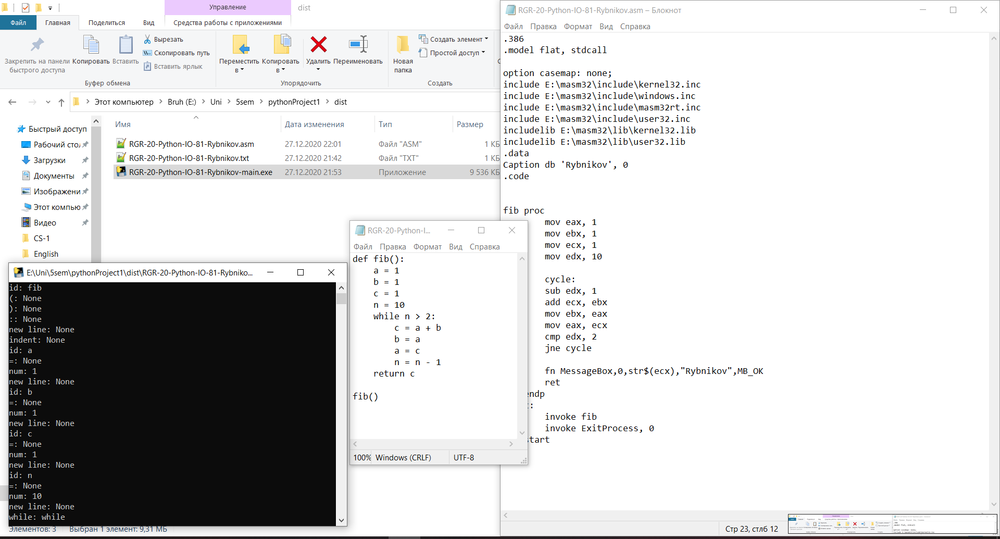 Управление
dist
Файл
Главная
Поделиться
Вид
Средства работы с приложениями
Закрепить на панели быстрого доступа
Копировать
Вставить
Вырезать
Скопировать путь
Вставить ярлык
Буфер обмена
Переместить в
Копировать в
Удалить
Переименовать
Упорядочить
Новая папка
Создать элемент
Простой доступ
Создать
Этот компьютер
Bruh (E:)
Uni
5sem
pythonProject1
dist
Быстрый доступ
Рабочий сто
Загрузки
Документы
Изображени
Этот компью
Видео
CS-1
English
Имя
Дата изменения
Тип
Размер
RGR-20-Python-IO-81-Rybnikov.asm 27.12.2020 22:01 Файл "ASM" 1 КБ
RGR-20-Python-IO-81-Rybnikov.txt 27.12.2020 21:42 Файл "TXT" 1 КБ
RGR-20-Python-IO-81-Rybnikov-main.exe 27.12.2020 21:53 Приложение 9 536 КБ
Элементов: 3 Выбран 1 элемент: 9,31 МБ
E:\Uni\5sem\pythonProject1\dist\RGR-20-Python-IO-81-Rybniko...
id: fib
(: None
): None
:: None
new line: None
indent: None
id: a
=: None
num: 1
new line: None
id: b
=: None
num: 1
new line: None
id: c
=: None
num: 1
new line: None
id: n
=: None
num: 10
new line: None
while: while
RGR-20-Python-I...
Файл Правка Формат Вид Справка
def fib():
    a = 1
    b = 1
    c = 1
    n = 10
    while n > 2:
        c = a + b
        b = a
        a = c
        n = n - 1
    return c
fib()
100% Windows (CRLF) UTF-8
RGR-20-Python-IO-81-Rybnikov.asm – Блокнот
Файл Правка Формат Вид Справка
.386
.model flat, stdcall
option casemap: none;
include E:\masm32\include\kernel32.inc
include E:\masm32\include\windows.inc
include E:\masm32\include\masm32rt.inc
include E:\masm32\include\user32.inc
includelib E:\masm32\lib\kernel32.lib
includelib E:\masm32\lib\user32.lib
.data
Caption db 'Rybnikov', 0
.code
fib proc
        mov eax, 1
        mov ebx, 1
        mov ecx, 1
        mov edx, 10
        cycle:
        sub edx, 1
        add ecx, ebx
        mov ebx, eax
        mov eax, ecx
        cmp edx, 2
        jne cycle
        fn MessageBox,0,str$(ecx),"Rybnikov",MB_OK
        ret
endp
t:
        invoke fib
        invoke ExitProcess, 0
start
Стр 23, стлб 12